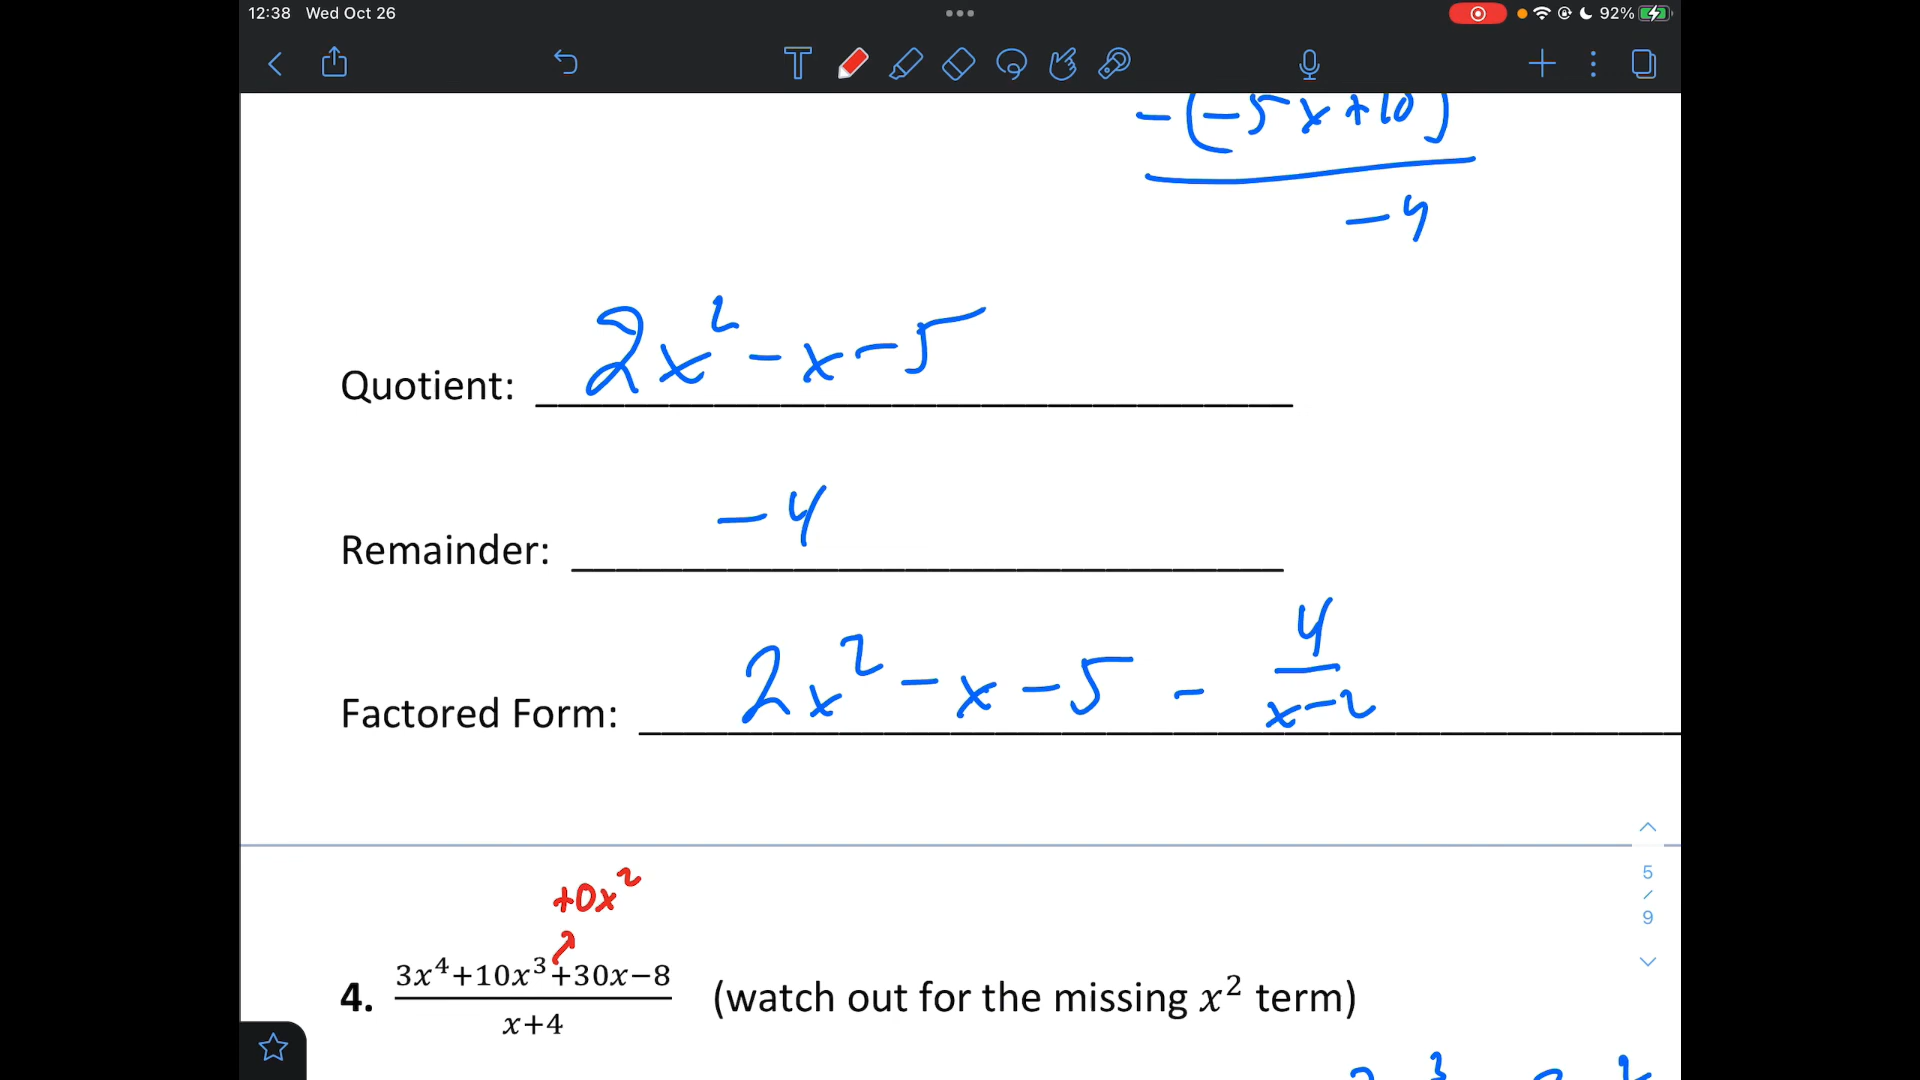 12:38 Wed Oct 26
92%
-(-5x+10)
-4
Quotient: 2x² -x -5
Remainder: -4
Factored Form: 2x² - x - 5 - 4/(x-2)
+0x²
4. (3x⁴+10x³+30x−8)/(x+4) (watch out for the missing x² term)
5
/
9